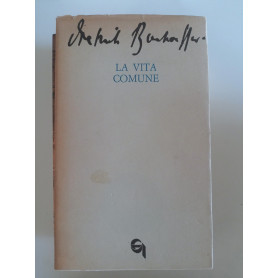 Dietrich Bonhoeffer
LA VITA
COMUNE